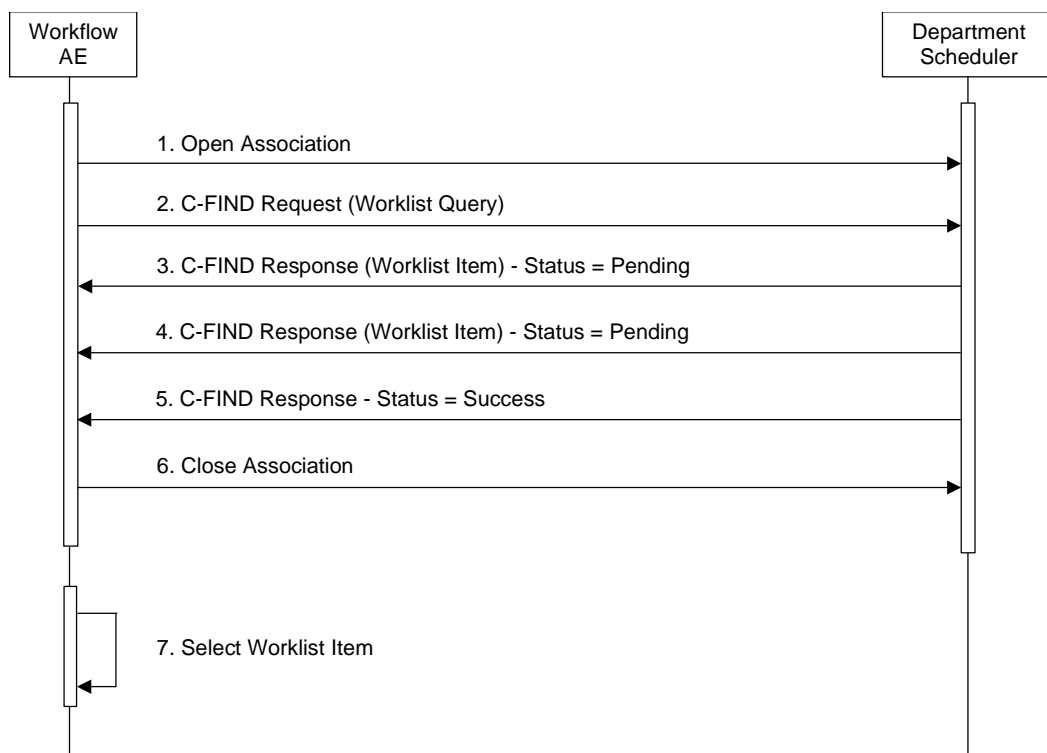 Workflow
AE
Department
Scheduler
1. Open Association
2. C-FIND Request (Worklist Query)
3. C-FIND Response (Worklist Item) - Status = Pending
4. C-FIND Response (Worklist Item) - Status = Pending
5. C-FIND Response - Status = Success
6. Close Association
7. Select Worklist Item